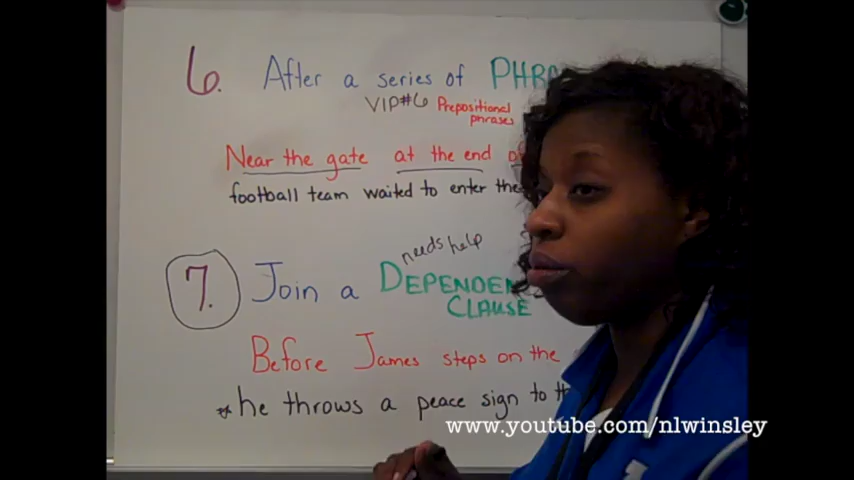 6. After a series of
VIP#6 Prepositional
phrases
Near the gate at the end
football team waited to enter the
needs help
7. Join a
CLAUSE
Before James steps on the
*he throws a peace sign to
www.youtube.com/nlwinsley